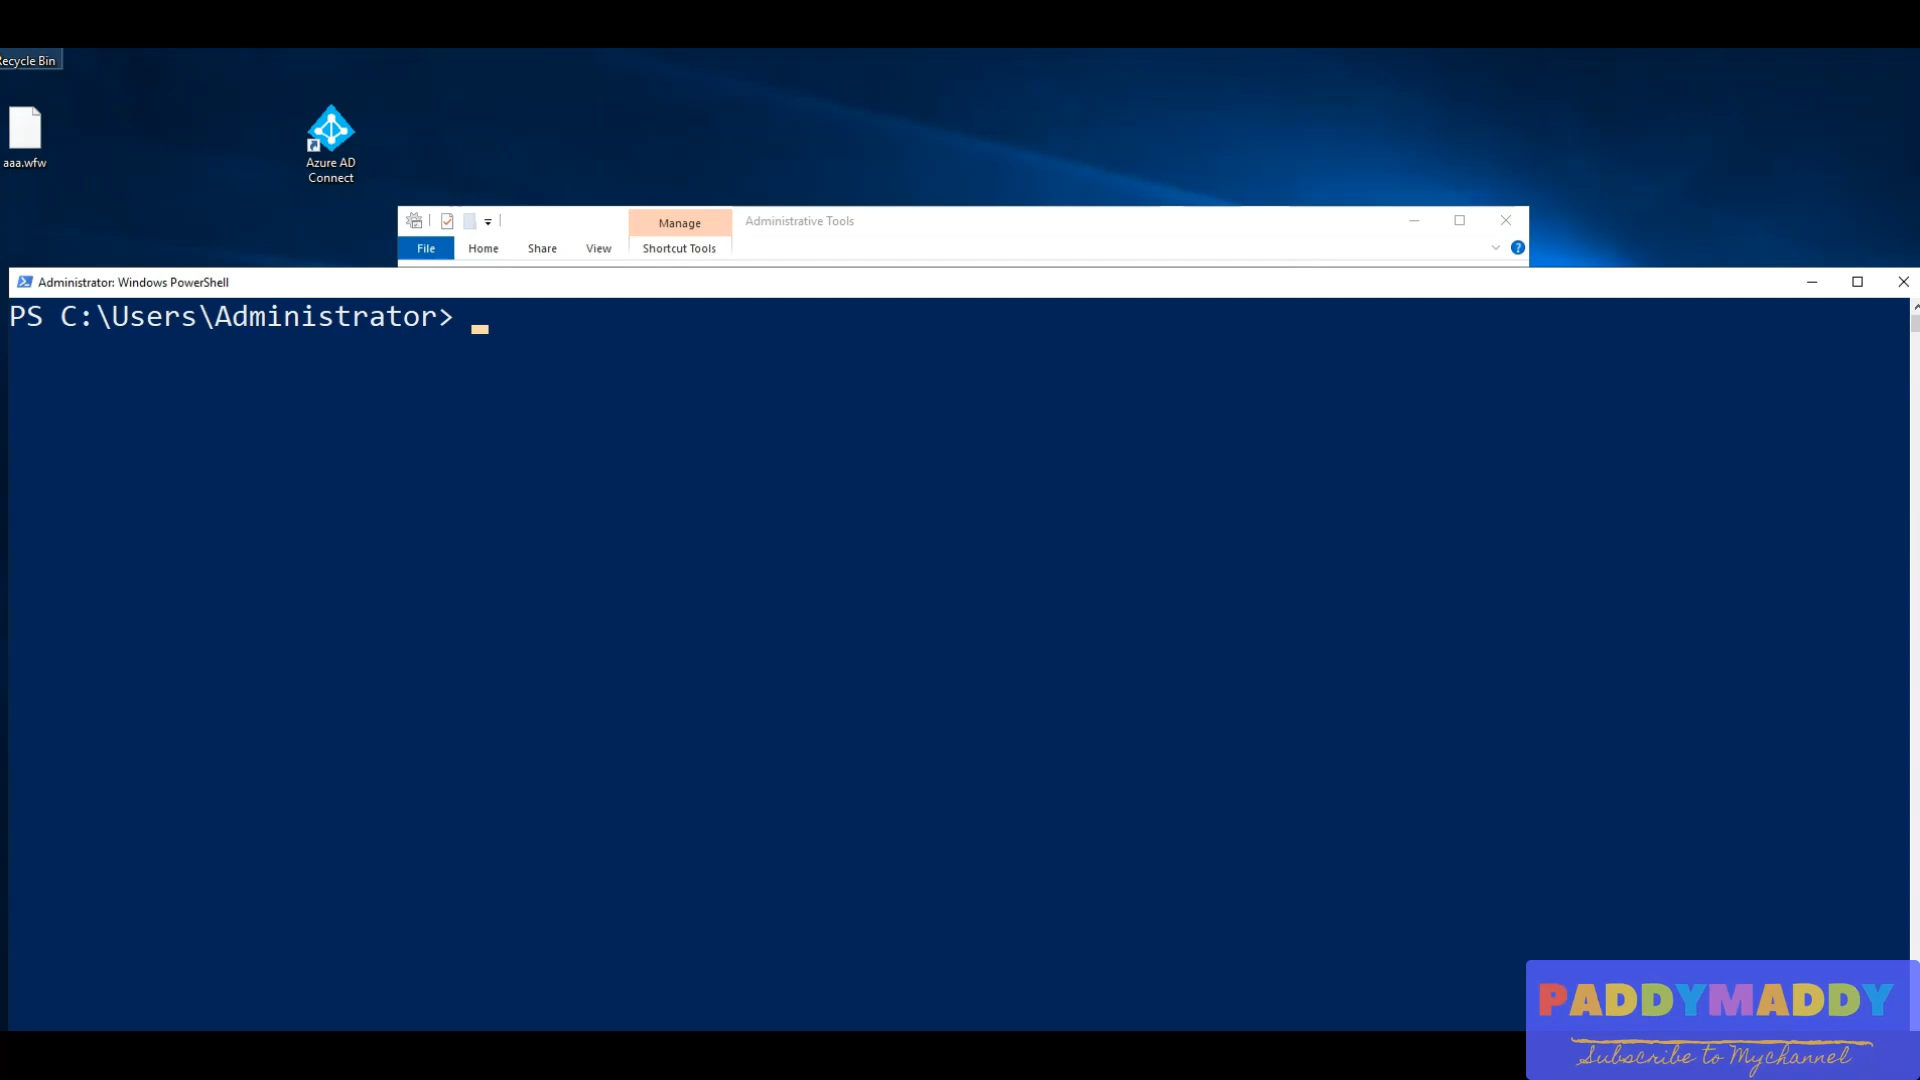 Recycle Bin
aaa.wfw
Azure AD
Connect
Manage
Administrative Tools
File
Home
Share
View
Shortcut Tools
?
Administrator: Windows PowerShell
PS C:\Users\Administrator>
PADDYMADDY
Subscribe to Mychannel